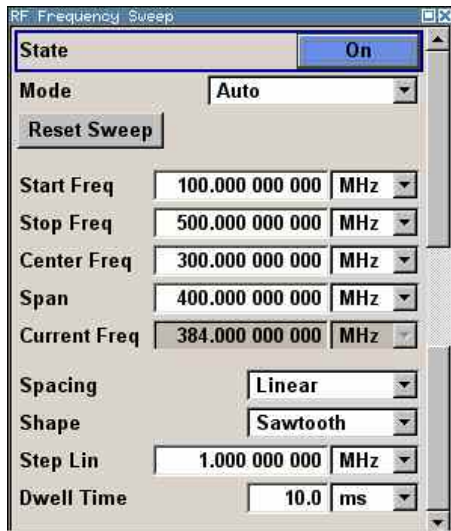 RF Frequency Sweep
State On
Mode Auto
Reset Sweep
Start Freq 100.000 000 000 MHz
Stop Freq 500.000 000 000 MHz
Center Freq 300.000 000 000 MHz
Span 400.000 000 000 MHz
Current Freq 384.000 000 000 MHz
Spacing Linear
Shape Sawtooth
Step Lin 1.000 000 000 MHz
Dwell Time 10.0 ms